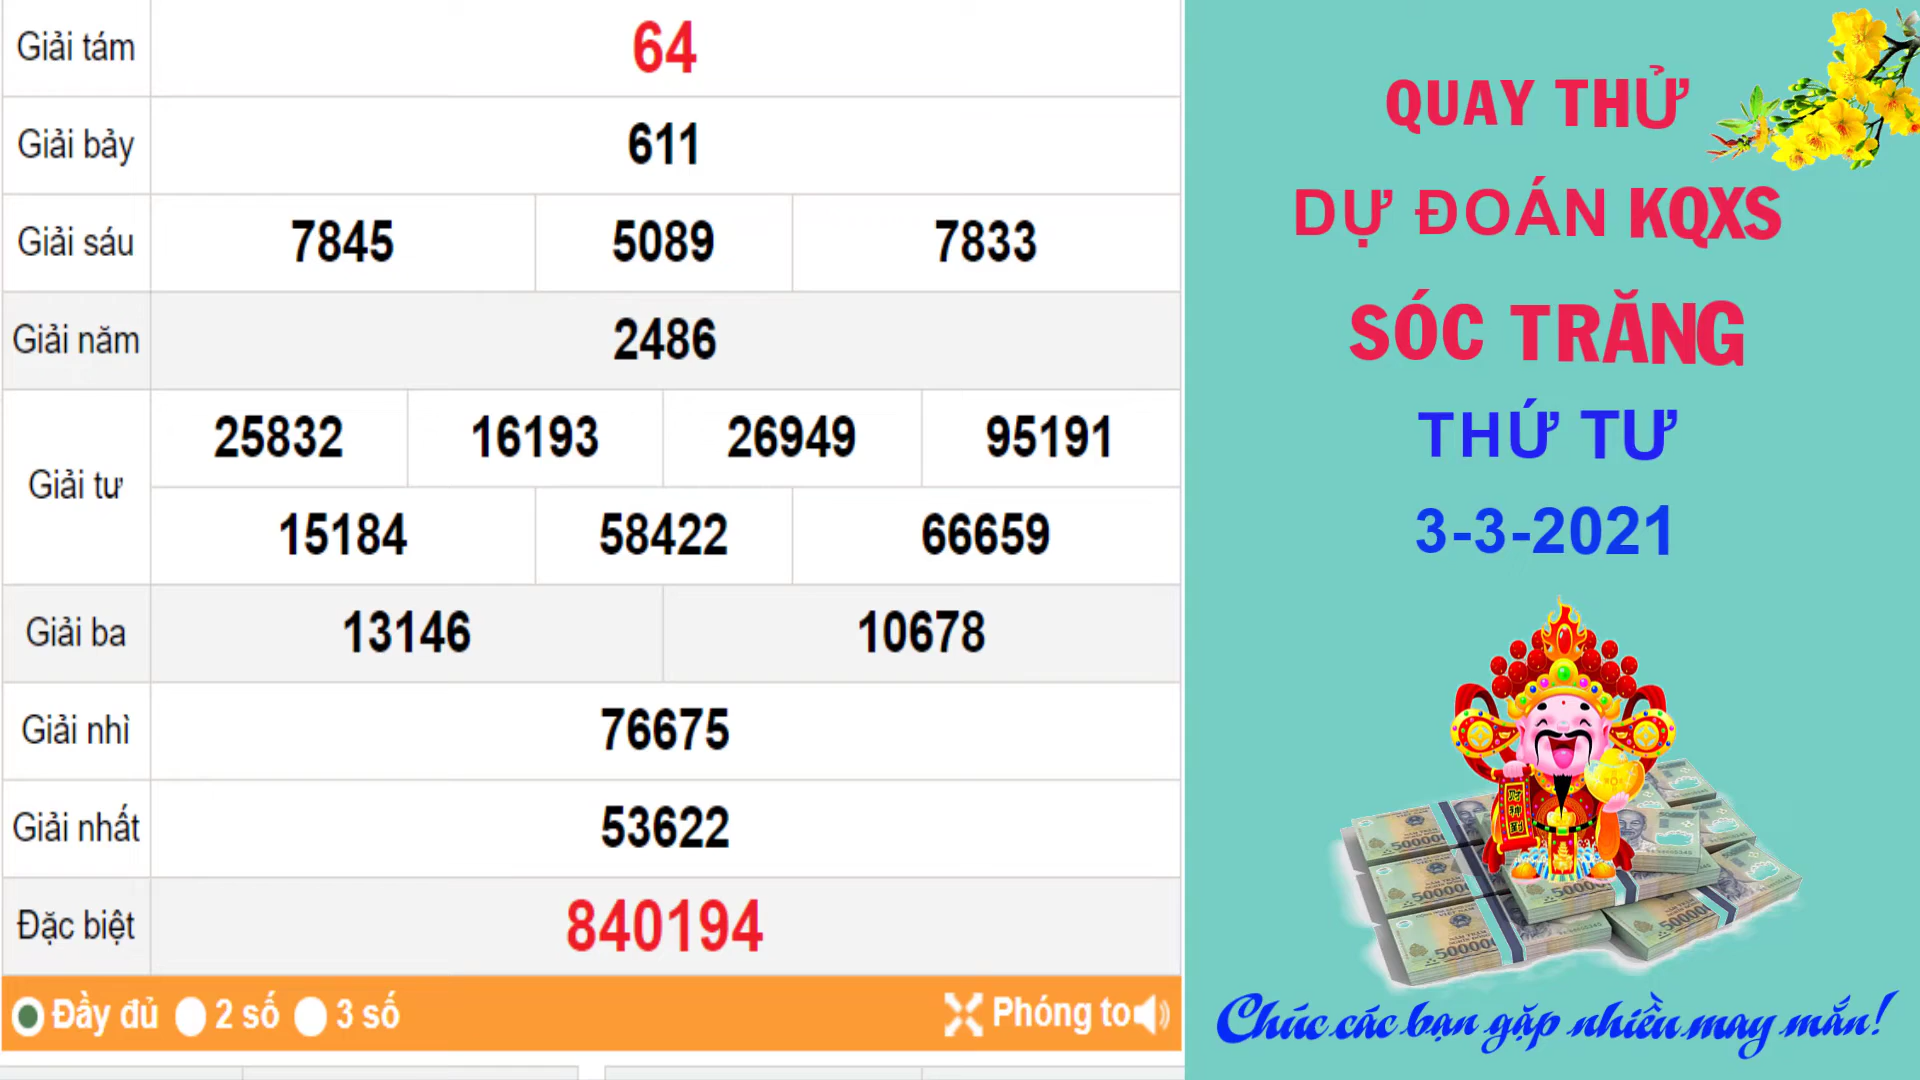 Giải tám 64
Giải bảy 611
Giải sáu 7845 5089 7833
Giải năm 2486
Giải tư 25832 16193 26949 95191
15184 58422 66659
Giải ba 13146 10678
Giải nhì 76675
Giải nhất 53622
Đặc biệt 840194
Đầy đủ 2 số 3 số Phóng to
QUAY THỬ
DỰ ĐOÁN KQXS
SÓC TRĂNG
THỨ TƯ
3-3-2021
Chúc các bạn gặp nhiều may mắn!